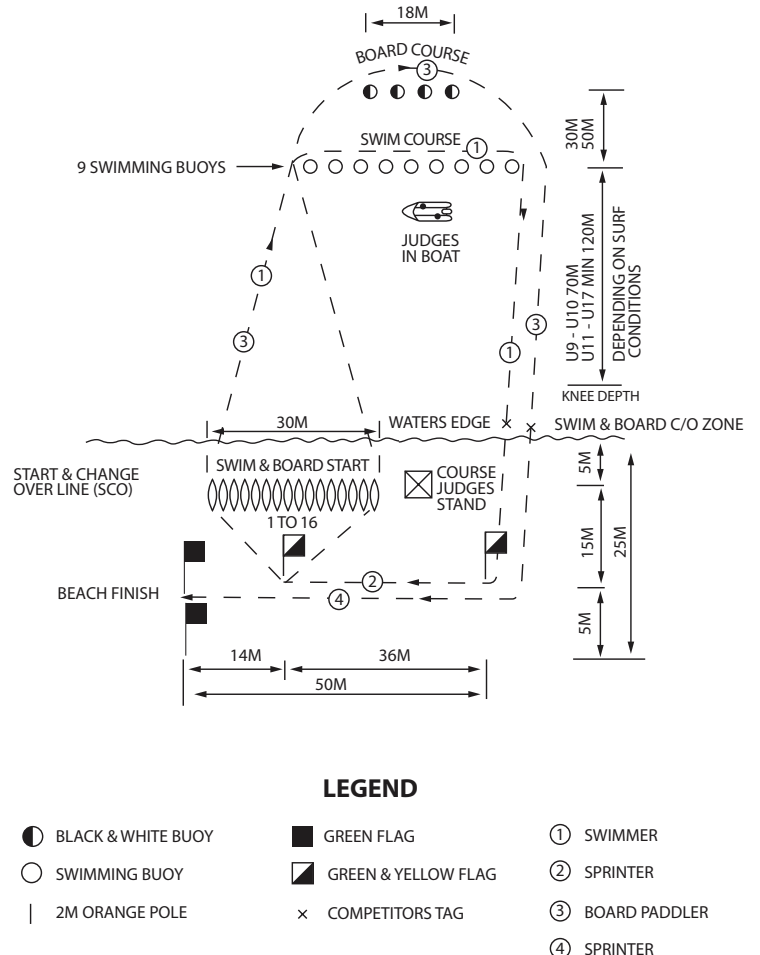 18M
BOARD COURSE
3
30M
50M
SWIM COURSE
1
9 SWIMMING BUOYS
JUDGES
IN BOAT
U9 - U10 70M
U11 - U17 MIN 120M
DEPENDING ON SURF
CONDITIONS
1
3
3
1
KNEE DEPTH
30M
WATERS EDGE
SWIM & BOARD C/O ZONE
START & CHANGE
OVER LINE (SCO)
SWIM & BOARD START
COURSE
JUDGES
STAND
5M
1 TO 16
15M
25M
BEACH FINISH
2
4
5M
14M
36M
50M
LEGEND
BLACK & WHITE BUOY
GREEN FLAG
1 SWIMMER
SWIMMING BUOY
GREEN & YELLOW FLAG
2 SPRINTER
2M ORANGE POLE
COMPETITORS TAG
3 BOARD PADDLER
4 SPRINTER